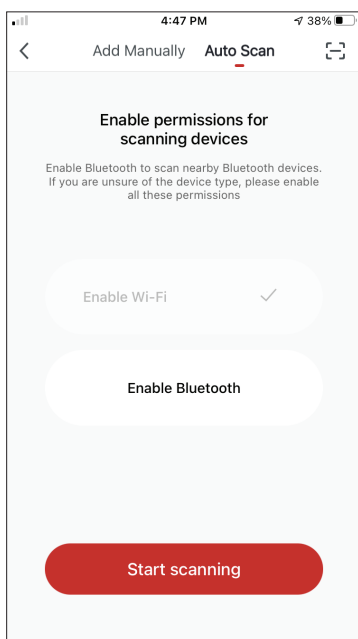 4:47 PM
38%
Add Manually
Auto Scan
Enable permissions for
scanning devices
Enable Bluetooth to scan nearby Bluetooth devices.
If you are unsure of the device type, please enable
all these permissions
Enable Wi-Fi
Enable Bluetooth
Start scanning